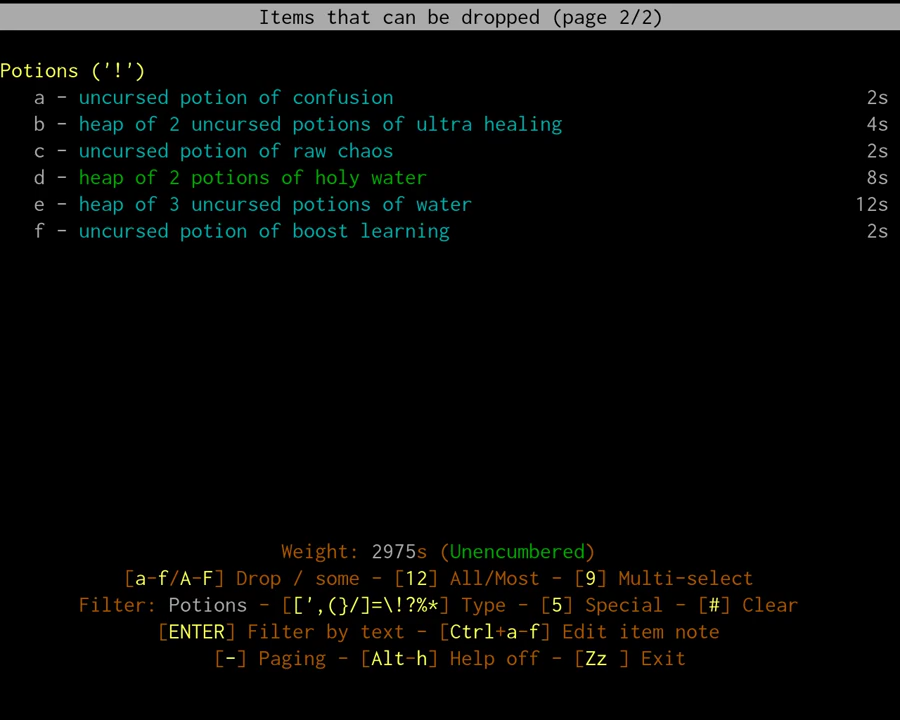 Items that can be dropped (page 2/2)
Potions ('!')
a - uncursed potion of confusion 2s
b - heap of 2 uncursed potions of ultra healing 4s
c - uncursed potion of raw chaos 2s
d - heap of 2 potions of holy water 8s
e - heap of 3 uncursed potions of water 12s
f - uncursed potion of boost learning 2s
Weight: 2975s (Unencumbered)
[a-f/A-F] Drop / some - [12] All/Most - [9] Multi-select
Filter: Potions - [[',(}/]=\!?%*] Type - [5] Special - [#] Clear
[ENTER] Filter by text - [Ctrl+a-f] Edit item note
[-] Paging - [Alt-h] Help off - [Zz ] Exit